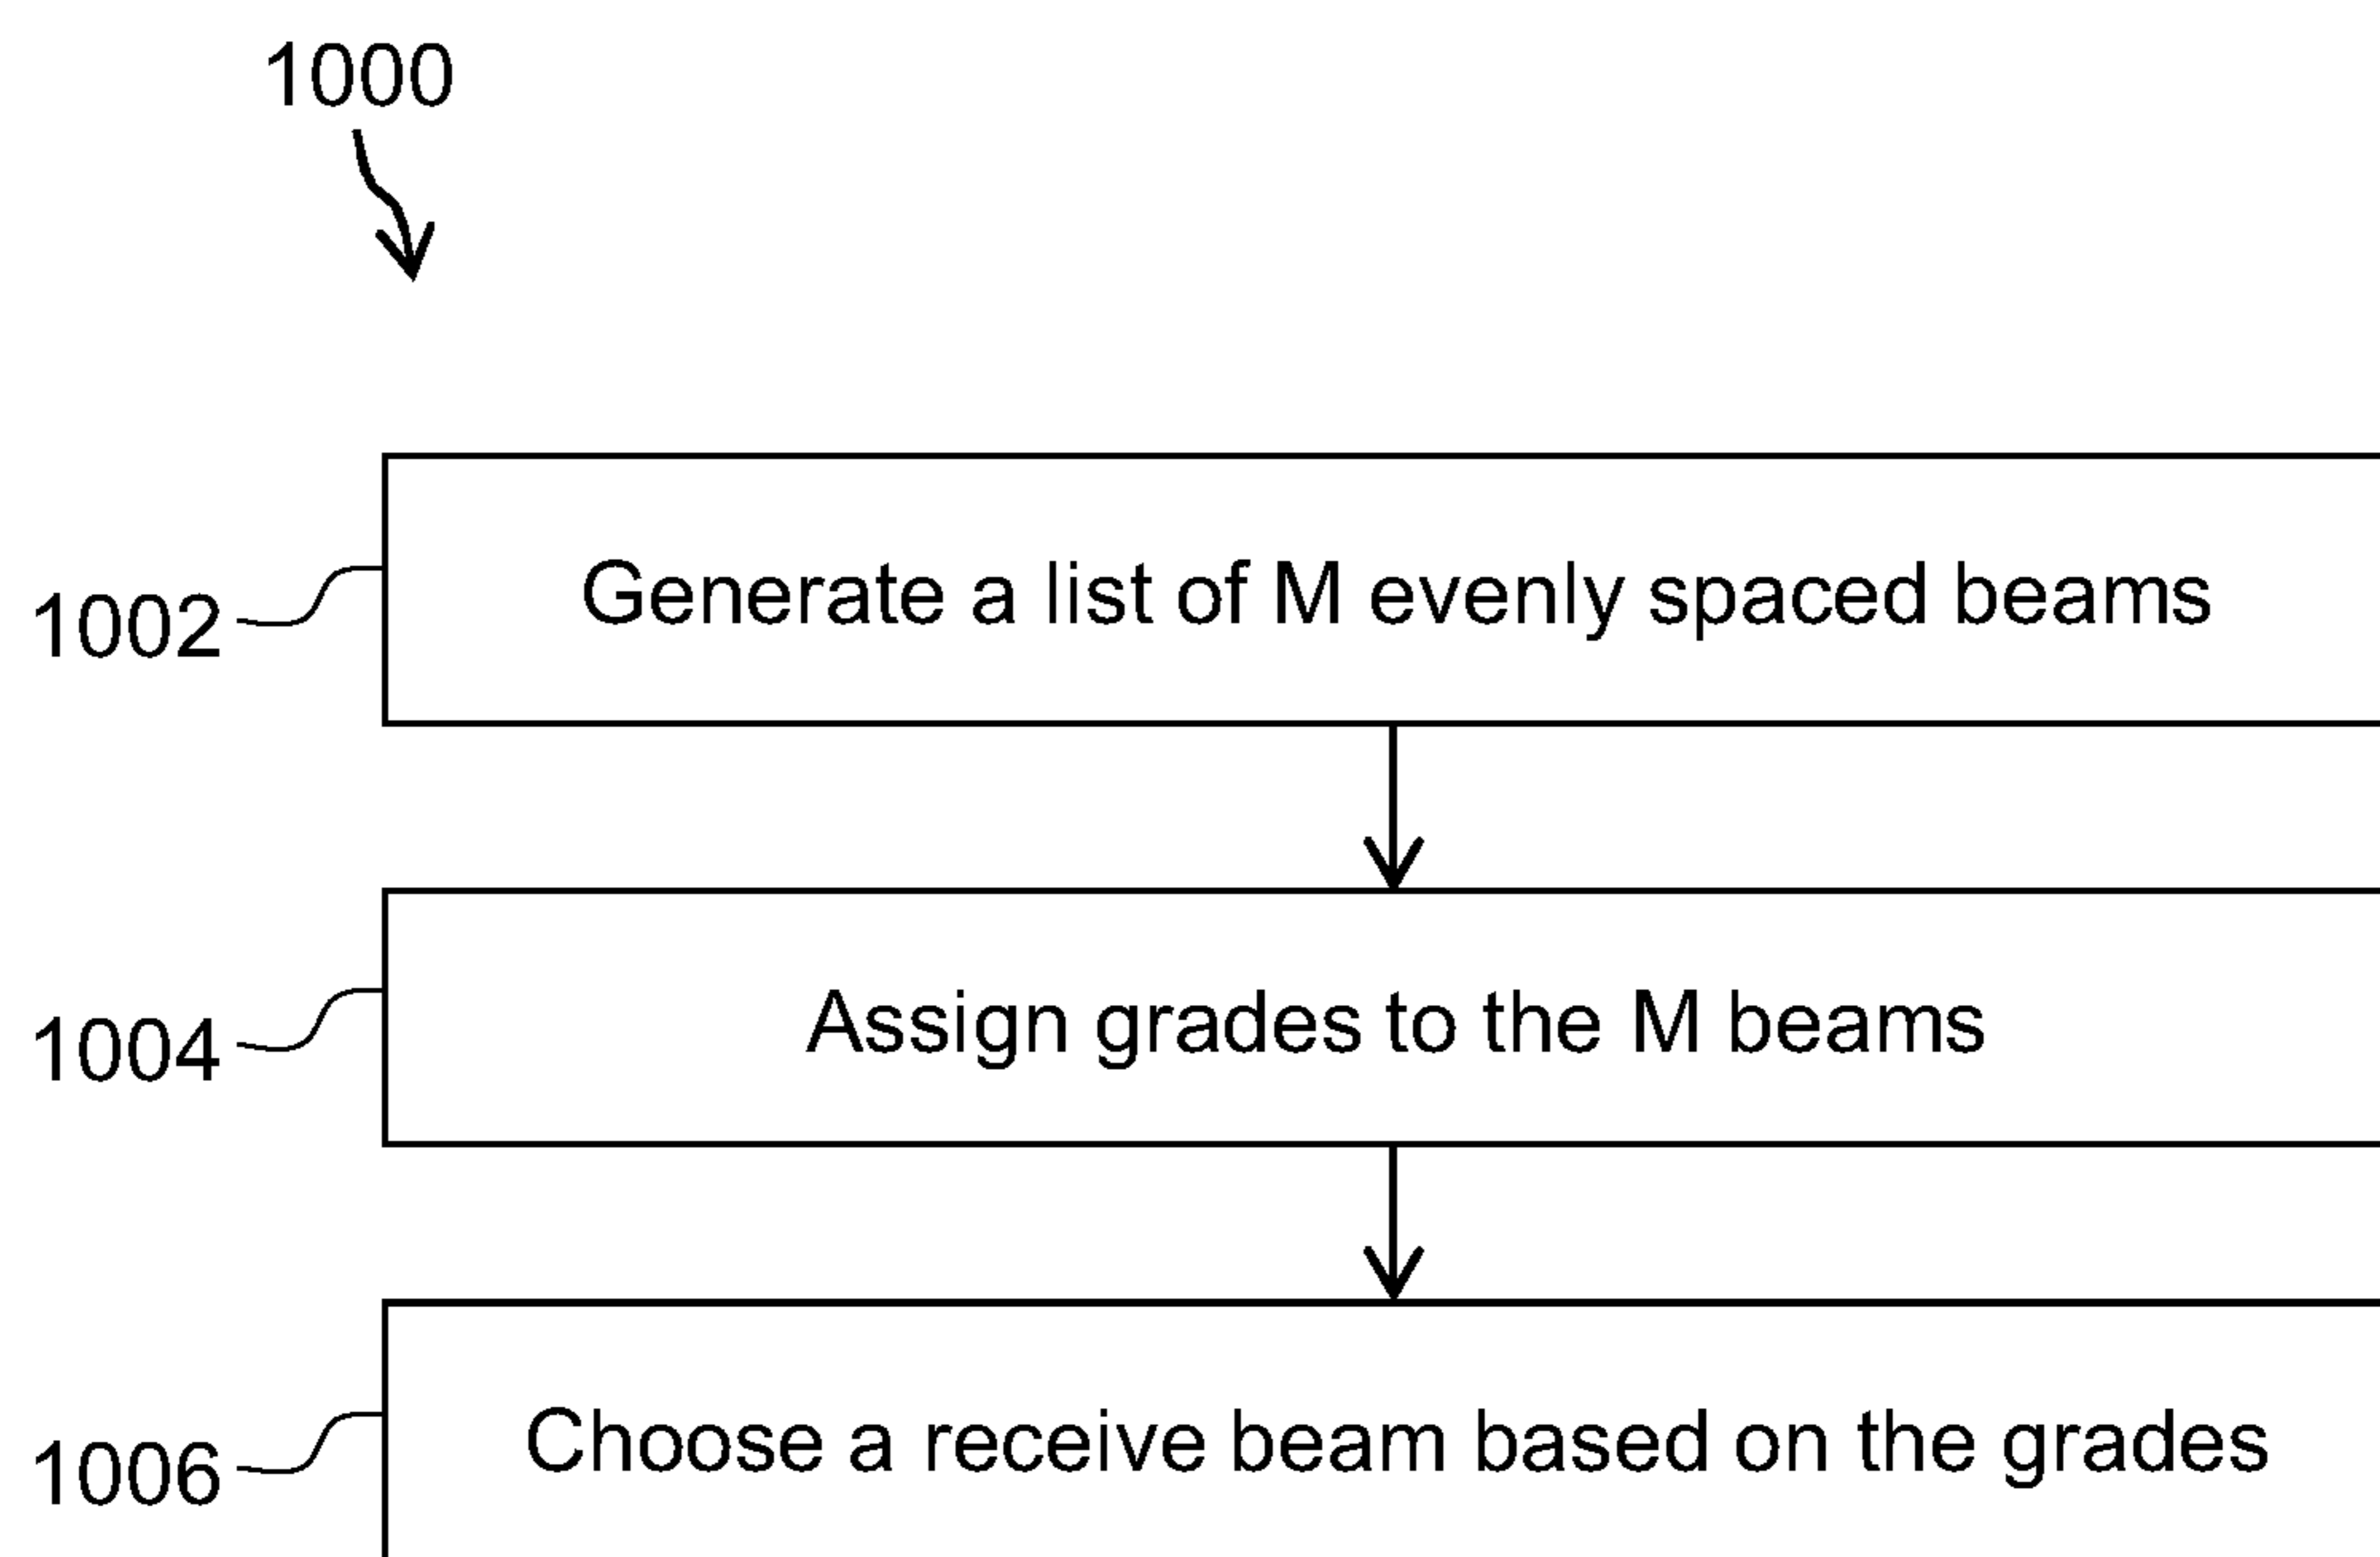 1000
1002
Generate a list of M evenly spaced beams
1004
Assign grades to the M beams
1006
Choose a receive beam based on the grades